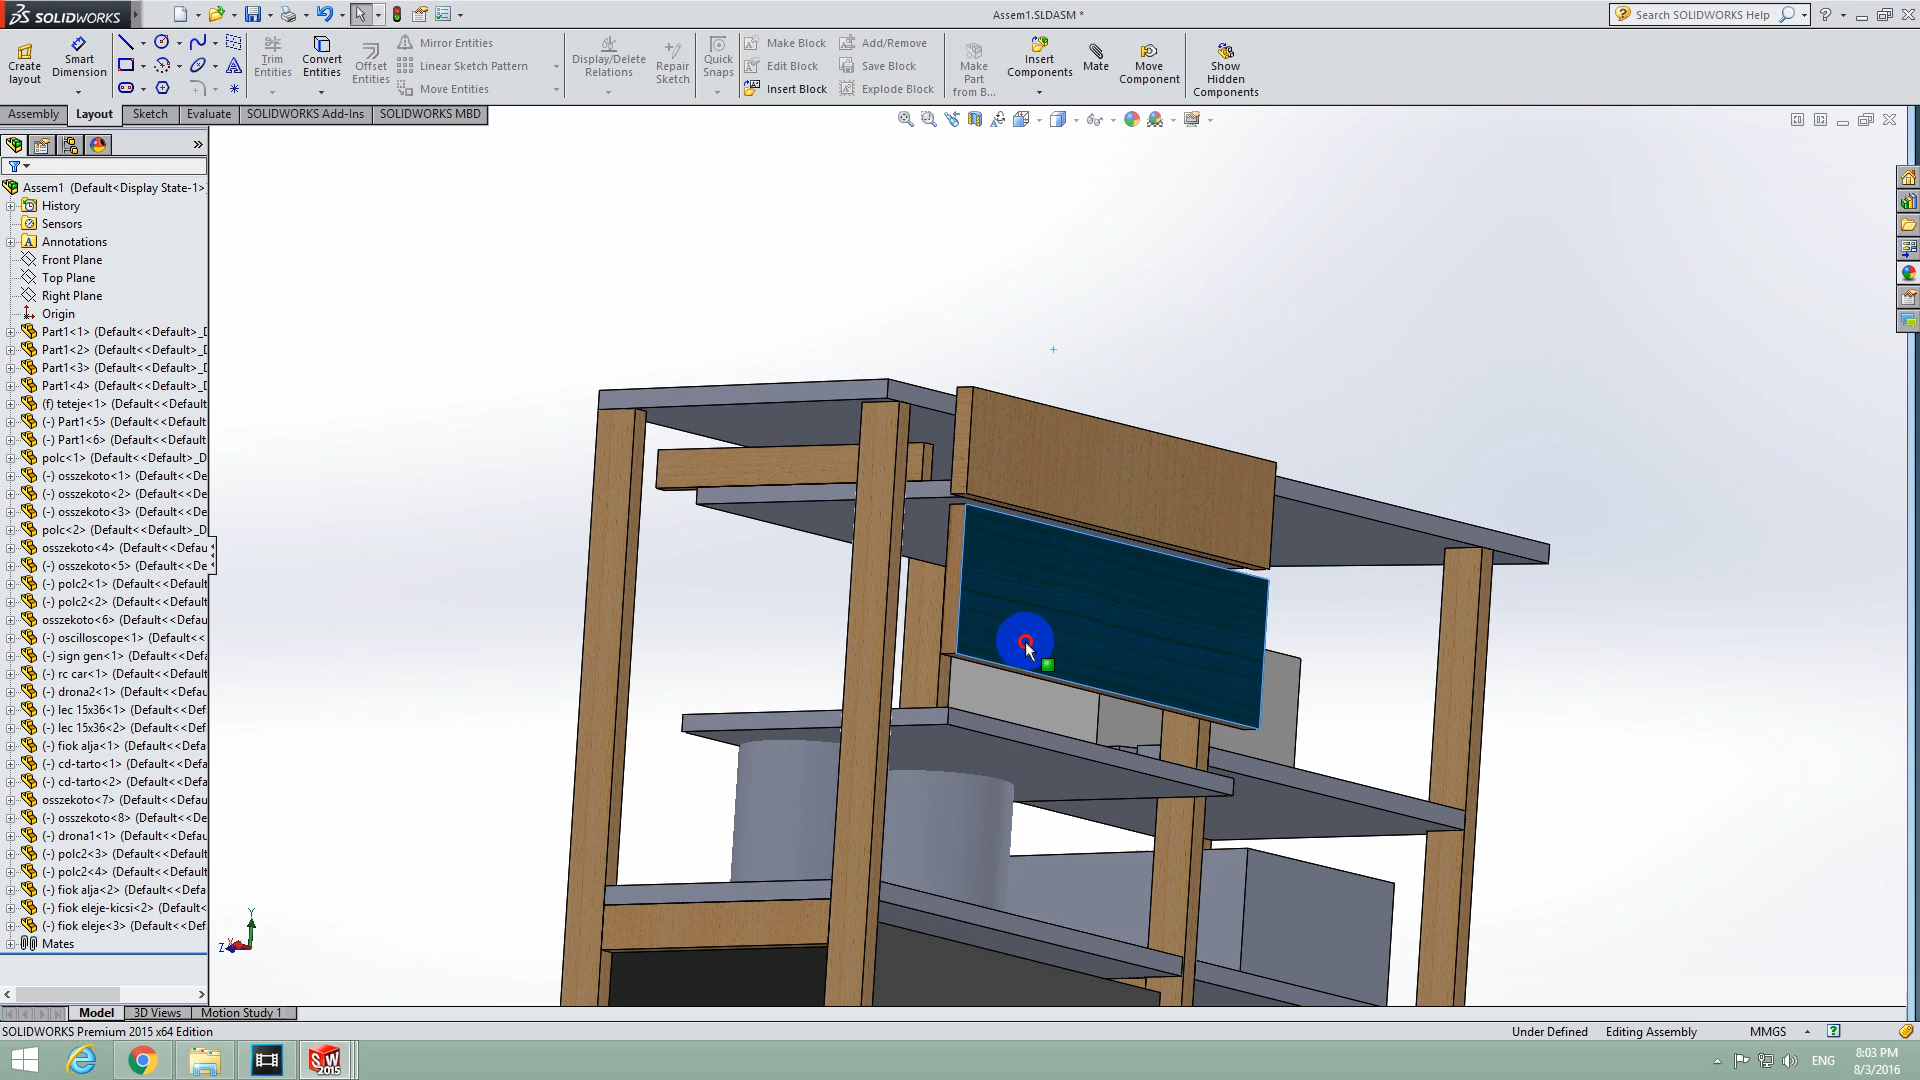 SOLIDWORKS
Assem1.SLDASM *
Search SOLIDWORKS Help
Create layout
Smart Dimension
Trim Entities
Convert Entities
Offset Entities
Mirror Entities
Linear Sketch Pattern
Move Entities
Display/Delete Relations
Repair Sketch
Quick Snaps
Make Block
Edit Block
Insert Block
Add/Remove
Save Block
Explode Block
Make Part from B...
Insert Components
Mate
Move Component
Show Hidden Components
Assembly
Layout
Sketch
Evaluate
SOLIDWORKS Add-Ins
SOLIDWORKS MBD
Assem1 (Default<Display State-1>)
History
Sensors
Annotations
Front Plane
Top Plane
Right Plane
Origin
Part1<1> (Default<<Default>_D
Part1<2> (Default<<Default>_D
Part1<3> (Default<<Default>_D
Part1<4> (Default<<Default>_D
(f) teteje<1> (Default<<Default
(-) Part1<5> (Default<<Default
(-) Part1<6> (Default<<Default
polc<1> (Default<<Default>_D
(-) osszekoto<1> (Default<<De
(-) osszekoto<2> (Default<<De
(-) osszekoto<3> (Default<<De
polc<2> (Default<<Default>_D
osszekoto<4> (Default<<Defau
(-) osszekoto<5> (Default<<De
(-) polc2<1> (Default<<Default
(-) polc2<2> (Default<<Default
osszekoto<6> (Default<<Defau
(-) oscilloscope<1> (Default<<
(-) sign gen<1> (Default<<Def
(-) rc car<1> (Default<<Defaul
(-) drona2<1> (Default<<Defau
(-) lec 15x36<1> (Default<<Def
(-) lec 15x36<2> (Default<<Def
(-) fiok alja<1> (Default<<Defa
(-) cd-tarto<1> (Default<<Defa
(-) cd-tarto<2> (Default<<Defa
osszekoto<7> (Default<<Defau
(-) osszekoto<8> (Default<<De
(-) drona1<1> (Default<<Defau
(-) polc2<3> (Default<<Default
(-) polc2<4> (Default<<Default
(-) fiok alja<2> (Default<<Defa
(-) fiok eleje-kicsi<2> (Default<
(-) fiok eleje<3> (Default<<Def
Mates
Y
Z
X
Model
3D Views
Motion Study 1
SOLIDWORKS Premium 2015 x64 Edition
Under Defined
Editing Assembly
MMGS
SW
2015
ENG
8:03 PM
8/3/2016